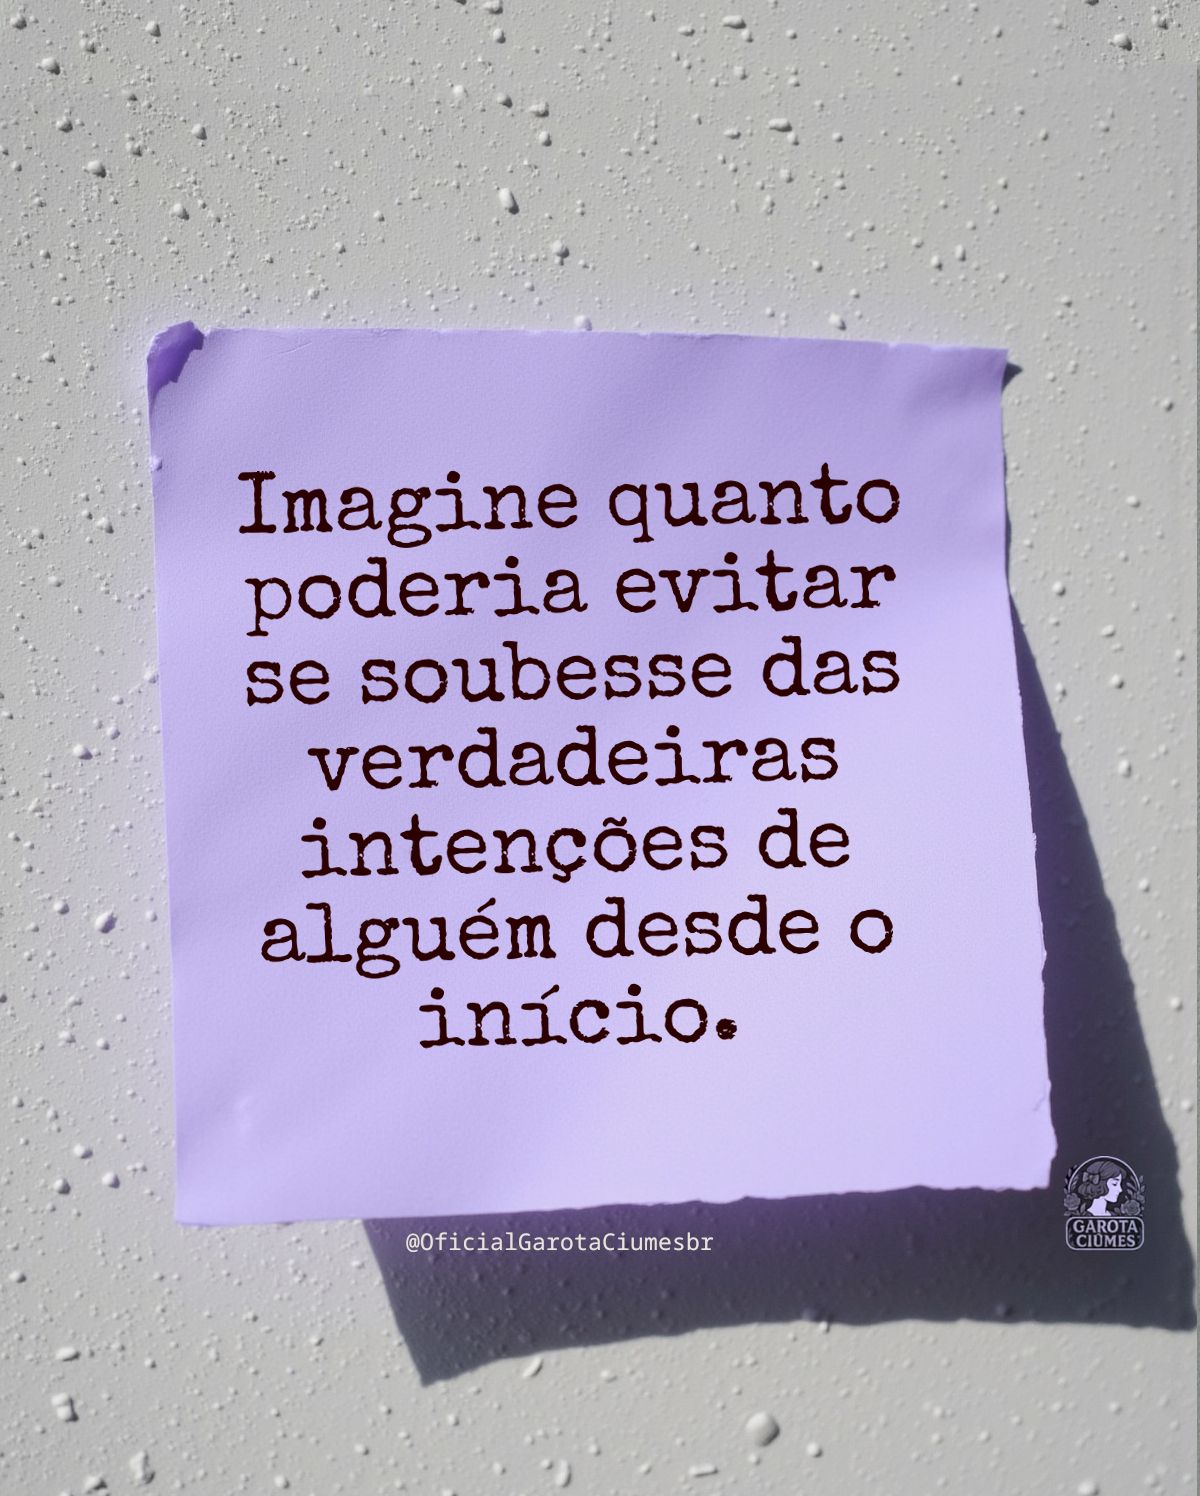 Imagine quanto
poderia evitar
se soubesse das
verdadeiras
intenções de
alguém desde o
início.
@OficialGarotaCiumesbr
GAROTA
CIÚMES